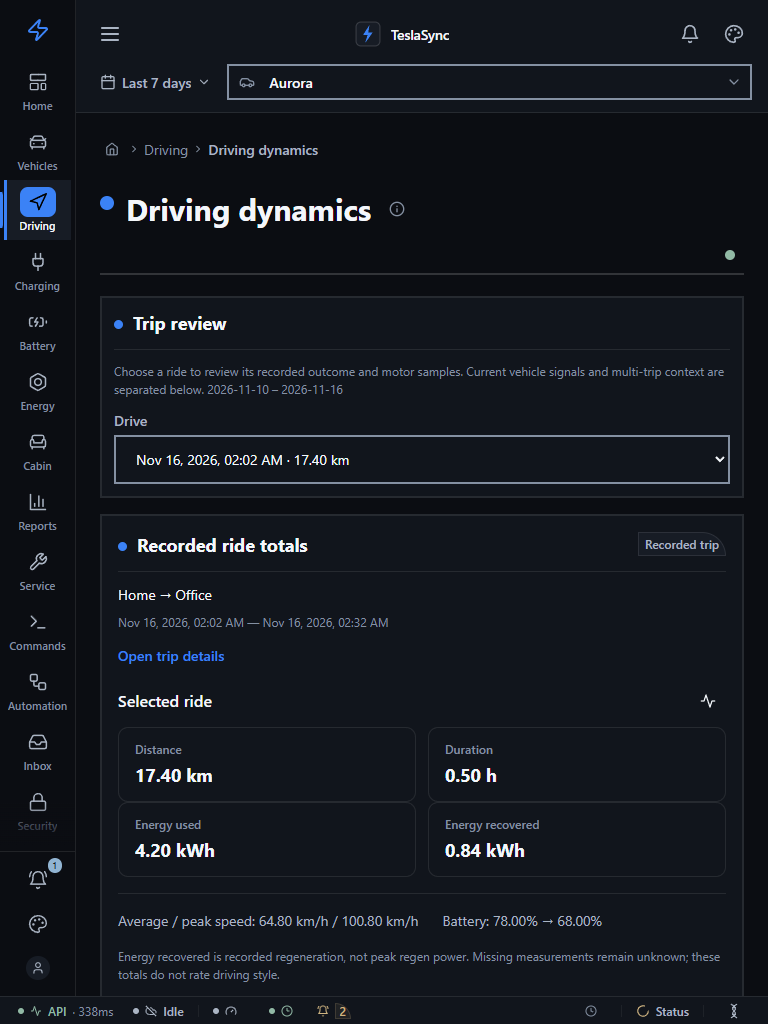 TeslaSync
Last 7 days
Aurora
Home
Vehicles
Driving
Charging
Battery
Energy
Cabin
Reports
Service
Commands
Automation
Inbox
Security
1
Driving
Driving dynamics
Driving dynamics
Trip review
Choose a ride to review its recorded outcome and motor samples. Current vehicle signals and multi-trip context are
separated below. 2026-11-10 – 2026-11-16
Drive
Nov 16, 2026, 02:02 AM · 17.40 km
Recorded ride totals
Recorded trip
Home → Office
Nov 16, 2026, 02:02 AM — Nov 16, 2026, 02:32 AM
Open trip details
Selected ride
Distance
17.40 km
Duration
0.50 h
Energy used
4.20 kWh
Energy recovered
0.84 kWh
Average / peak speed: 64.80 km/h / 100.80 km/h
Battery: 78.00% → 68.00%
Energy recovered is recorded regeneration, not peak regen power. Missing measurements remain unknown; these
totals do not rate driving style.
API · 338ms
Idle
2
Status